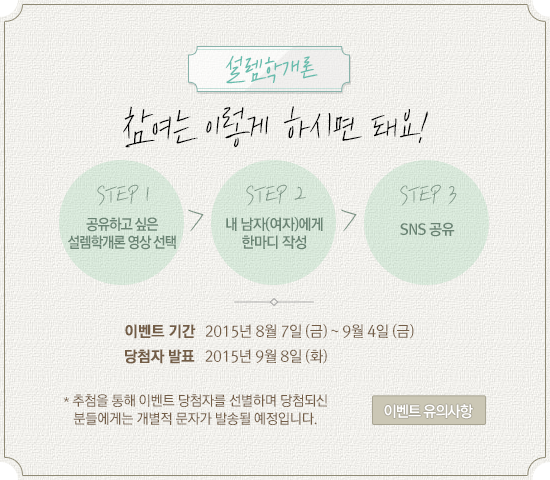 설렘학개론
참여는 이렇게 하시면 돼요!
STEP 1
공유하고 싶은
설렘학개론 영상 선택
>
STEP 2
내 남자(여자)에게
한마디 작성
>
STEP 3
SNS 공유
이벤트 기간 2015년 8월 7일 (금) ~ 9월 4일 (금)
당첨자 발표 2015년 9월 8일 (화)
* 추첨을 통해 이벤트 당첨자를 선별하며 당첨되신
분들에게는 개별적 문자가 발송될 예정입니다.
이벤트 유의사항